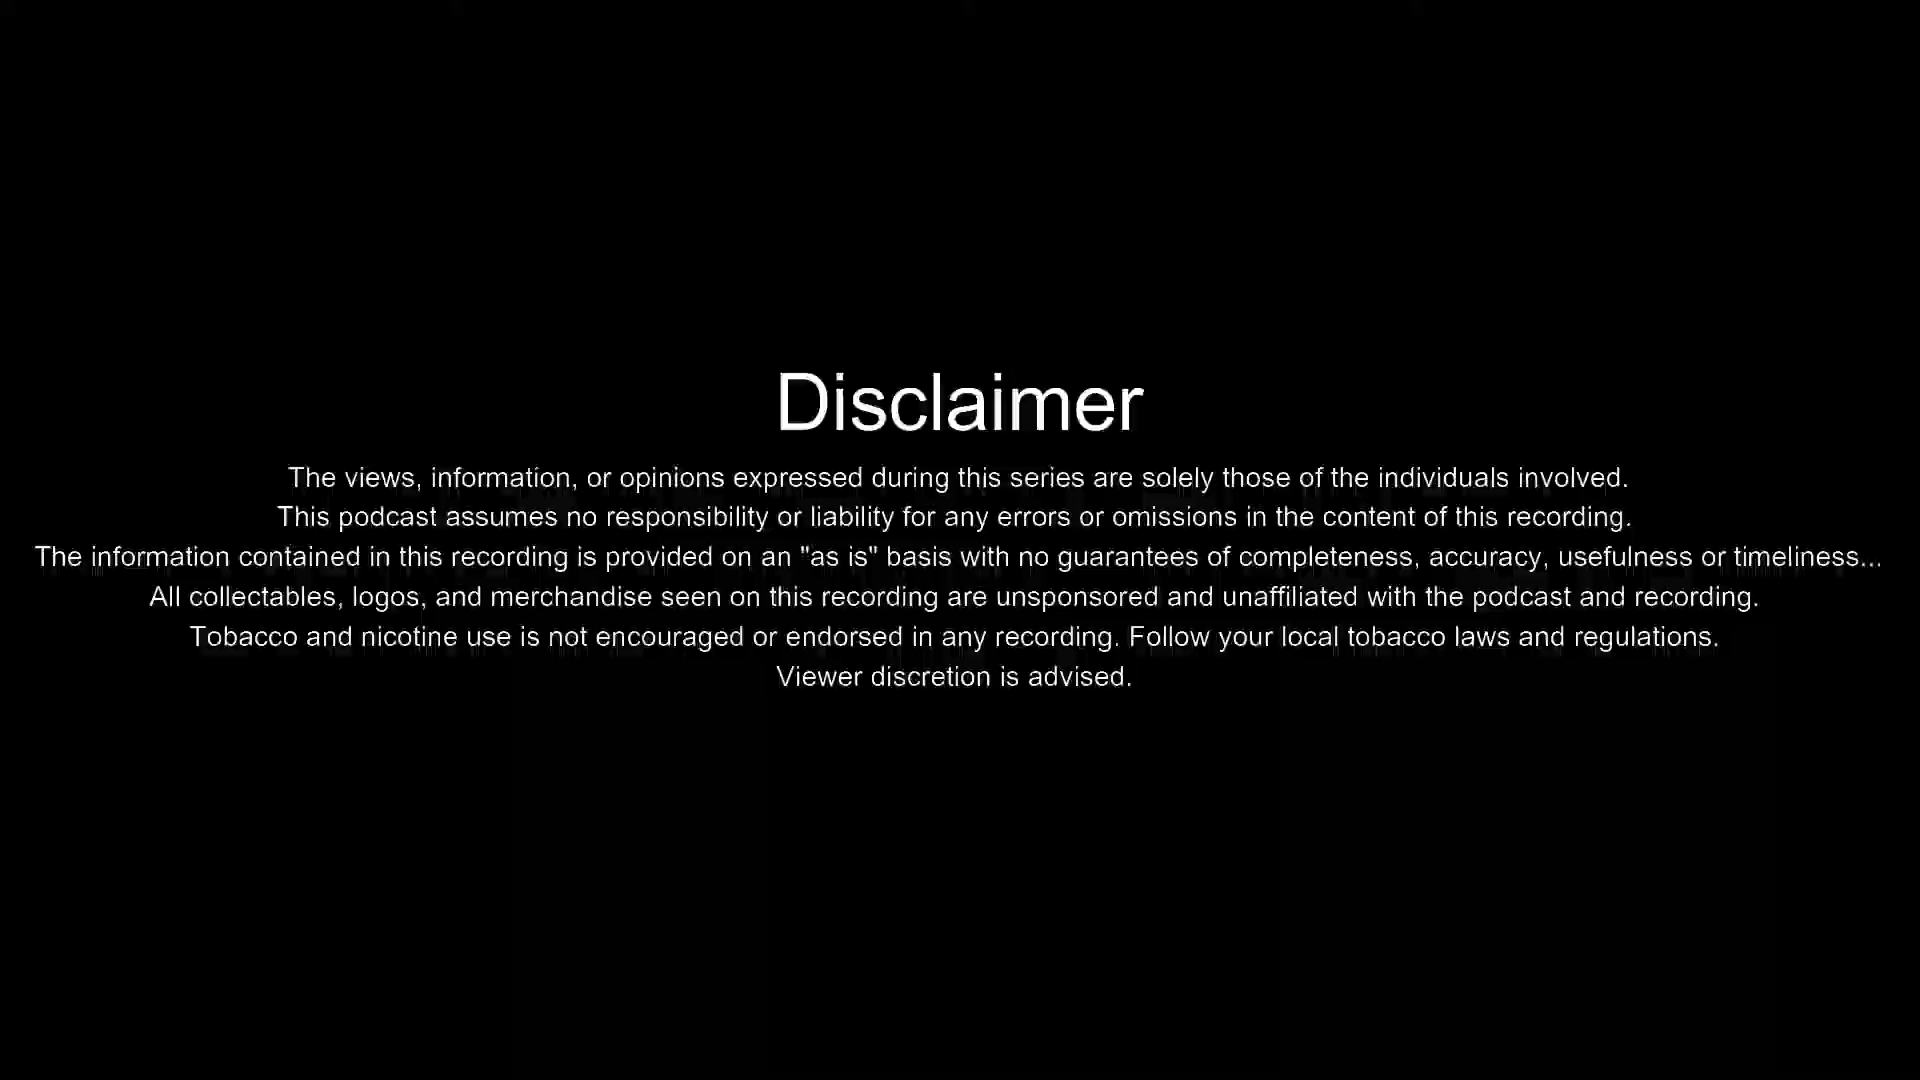 Disclaimer
The views, information, or opinions expressed during this series are solely those of the individuals involved.
This podcast assumes no responsibility or liability for any errors or omissions in the content of this recording.
The information contained in this recording is provided on an "as is" basis with no guarantees of completeness, accuracy, usefulness or timeliness...
All collectables, logos, and merchandise seen on this recording are unsponsored and unaffiliated with the podcast and recording.
Tobacco and nicotine use is not encouraged or endorsed in any recording. Follow your local tobacco laws and regulations.
Viewer discretion is advised.